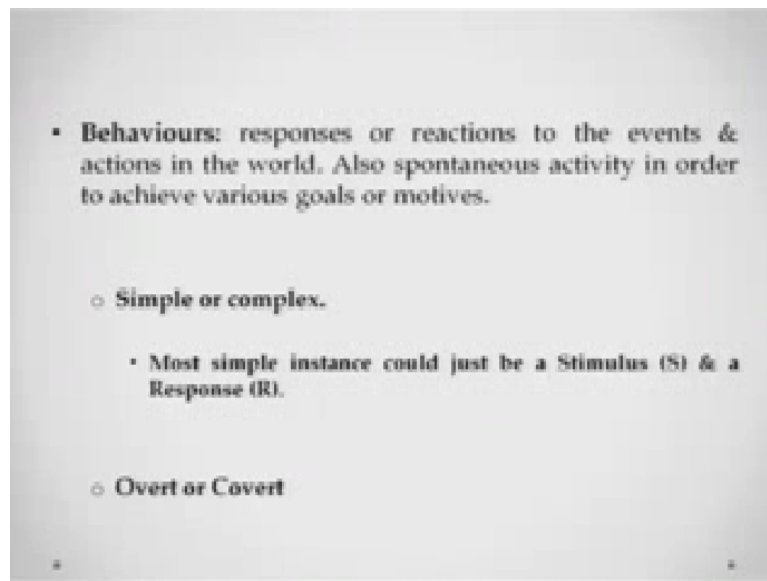 ▪ Behaviours: responses or reactions to the events &
actions in the world. Also spontaneous activity in order
to achieve various goals or motives.
o Simple or complex.
• Most simple instance could just be a Stimulus (S) & a
Response (R).
o Overt or Covert